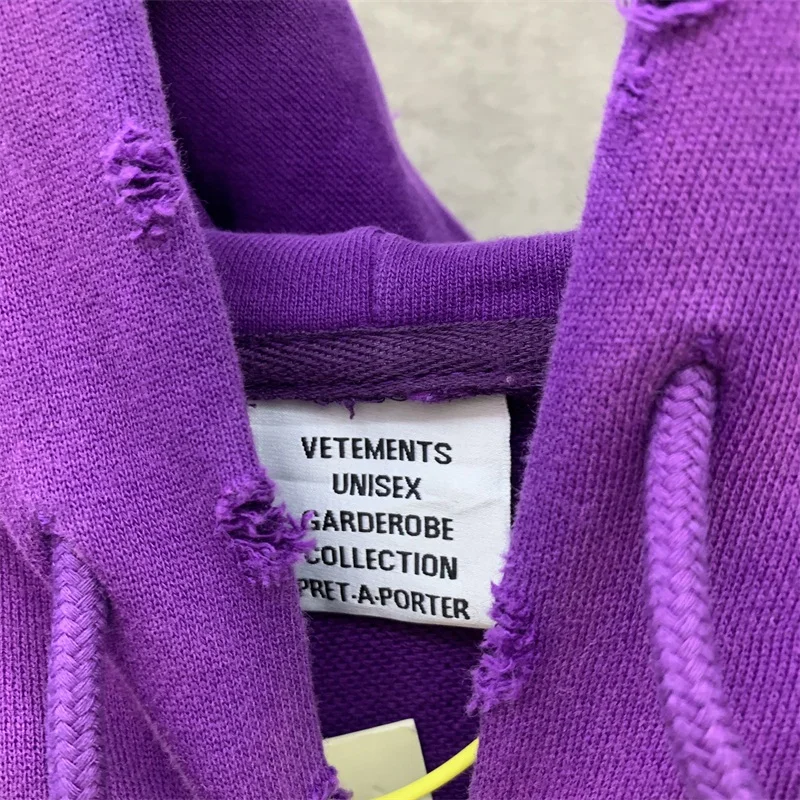 VETEMENTS
UNISEX
GARDEROBE
COLLECTION
PRET-A-PORTER